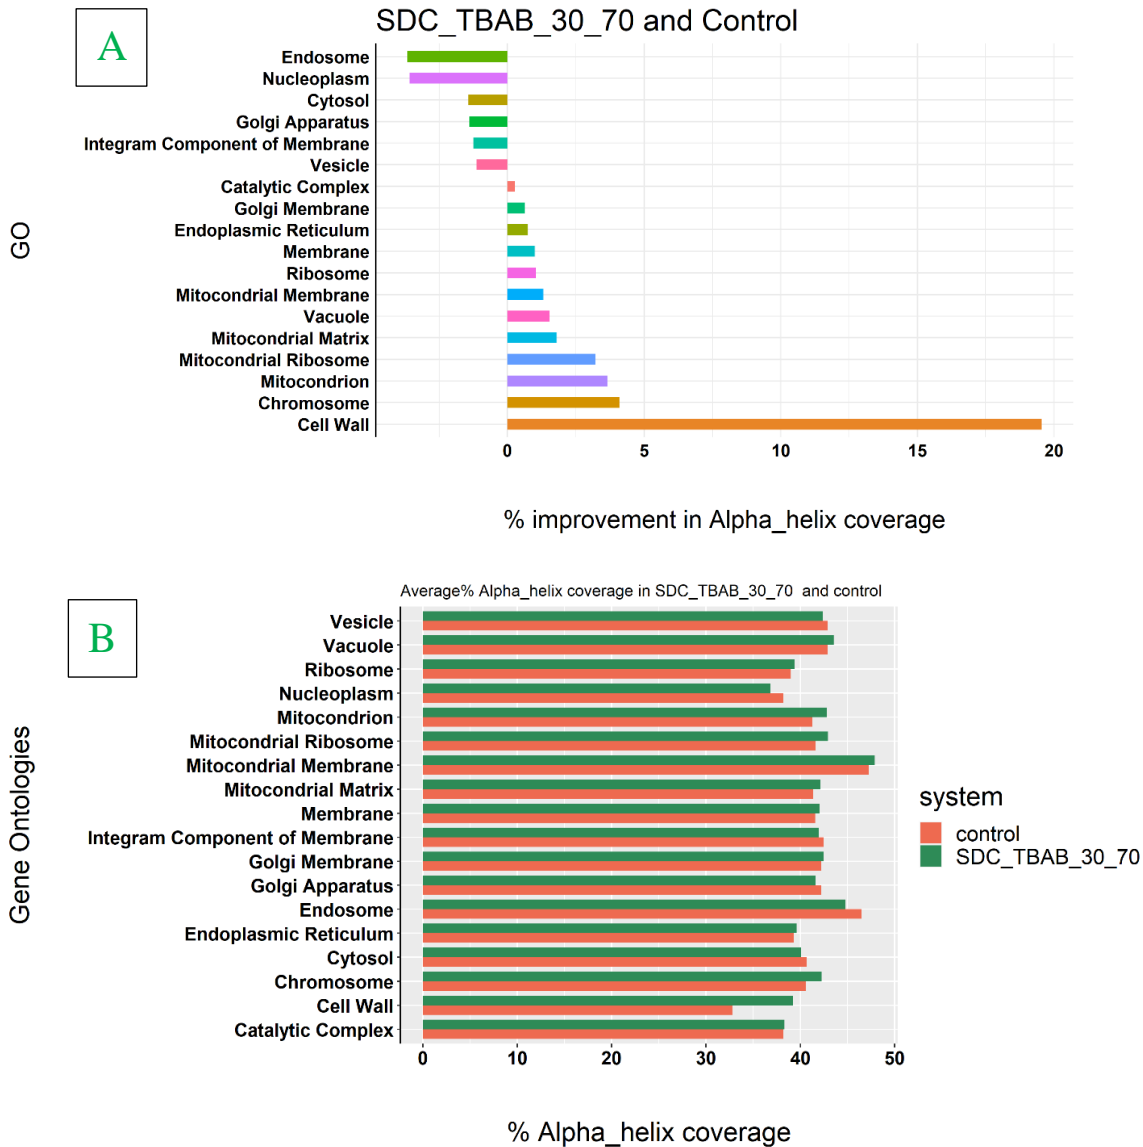 SDC_TBAB_30_70 and Control
A
Endosome
Nucleoplasm
Cytosol
Golgi Apparatus
Integram Component of Membrane
Vesicle
Catalytic Complex
Golgi Membrane
Endoplasmic Reticulum
Membrane
Ribosome
Mitocondrial Membrane
Vacuole
Mitocondrial Matrix
Mitocondrial Ribosome
Mitocondrion
Chromosome
Cell Wall
GO
0 5 10 15 20
% improvement in Alpha_helix coverage
Average% Alpha_helix coverage in SDC_TBAB_30_70 and control
B
Vesicle
Vacuole
Ribosome
Nucleoplasm
Mitocondrion
Mitocondrial Ribosome
Mitocondrial Membrane
Mitocondrial Matrix
Membrane
Integram Component of Membrane
Golgi Membrane
Golgi Apparatus
Endosome
Endoplasmic Reticulum
Cytosol
Chromosome
Cell Wall
Catalytic Complex
Gene Ontologies
0 10 20 30 40 50
% Alpha_helix coverage
system
control
SDC_TBAB_30_70